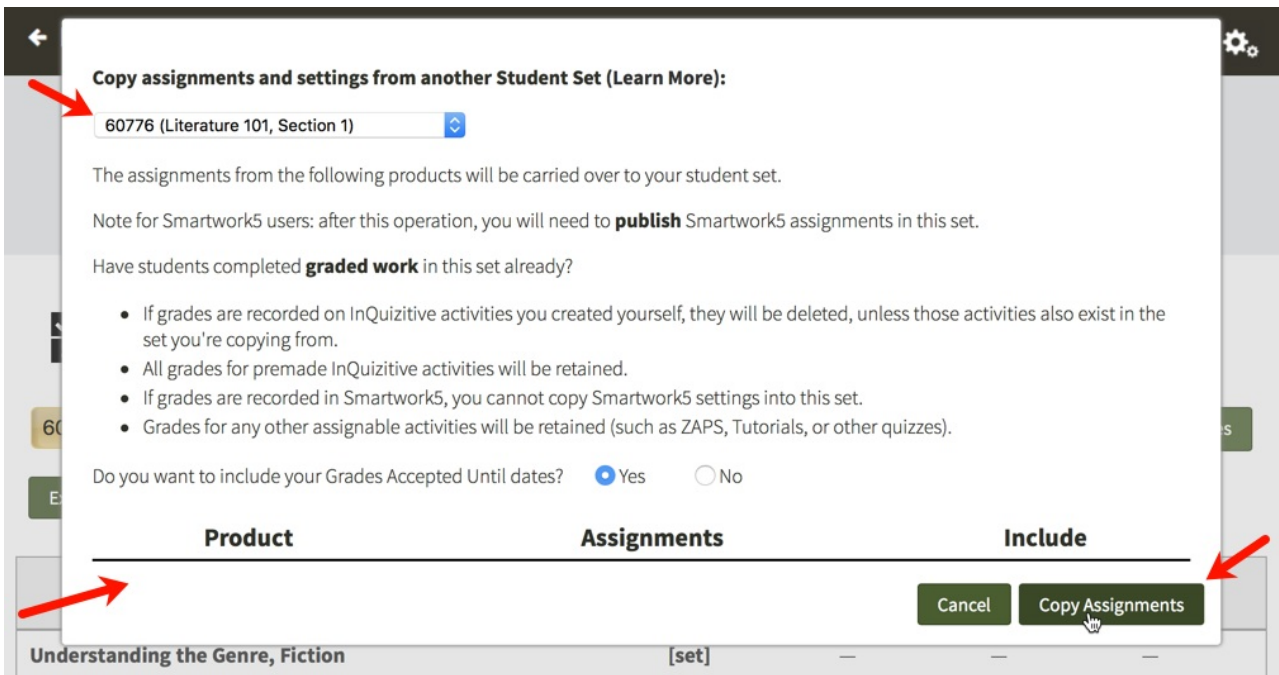 Copy assignments and settings from another Student Set (Learn More):
60776 (Literature 101, Section 1)
The assignments from the following products will be carried over to your student set.
Note for Smartwork5 users: after this operation, you will need to publish Smartwork5 assignments in this set.
Have students completed graded work in this set already?
• If grades are recorded on InQuizitive activities you created yourself, they will be deleted, unless those activities also exist in the
set you're copying from.
• All grades for premade InQuizitive activities will be retained.
• If grades are recorded in Smartwork5, you cannot copy Smartwork5 settings into this set.
• Grades for any other assignable activities will be retained (such as ZAPS, Tutorials, or other quizzes).
Do you want to include your Grades Accepted Until dates? Yes No
Product Assignments Include
Cancel Copy Assignments
Understanding the Genre, Fiction [set] — — —